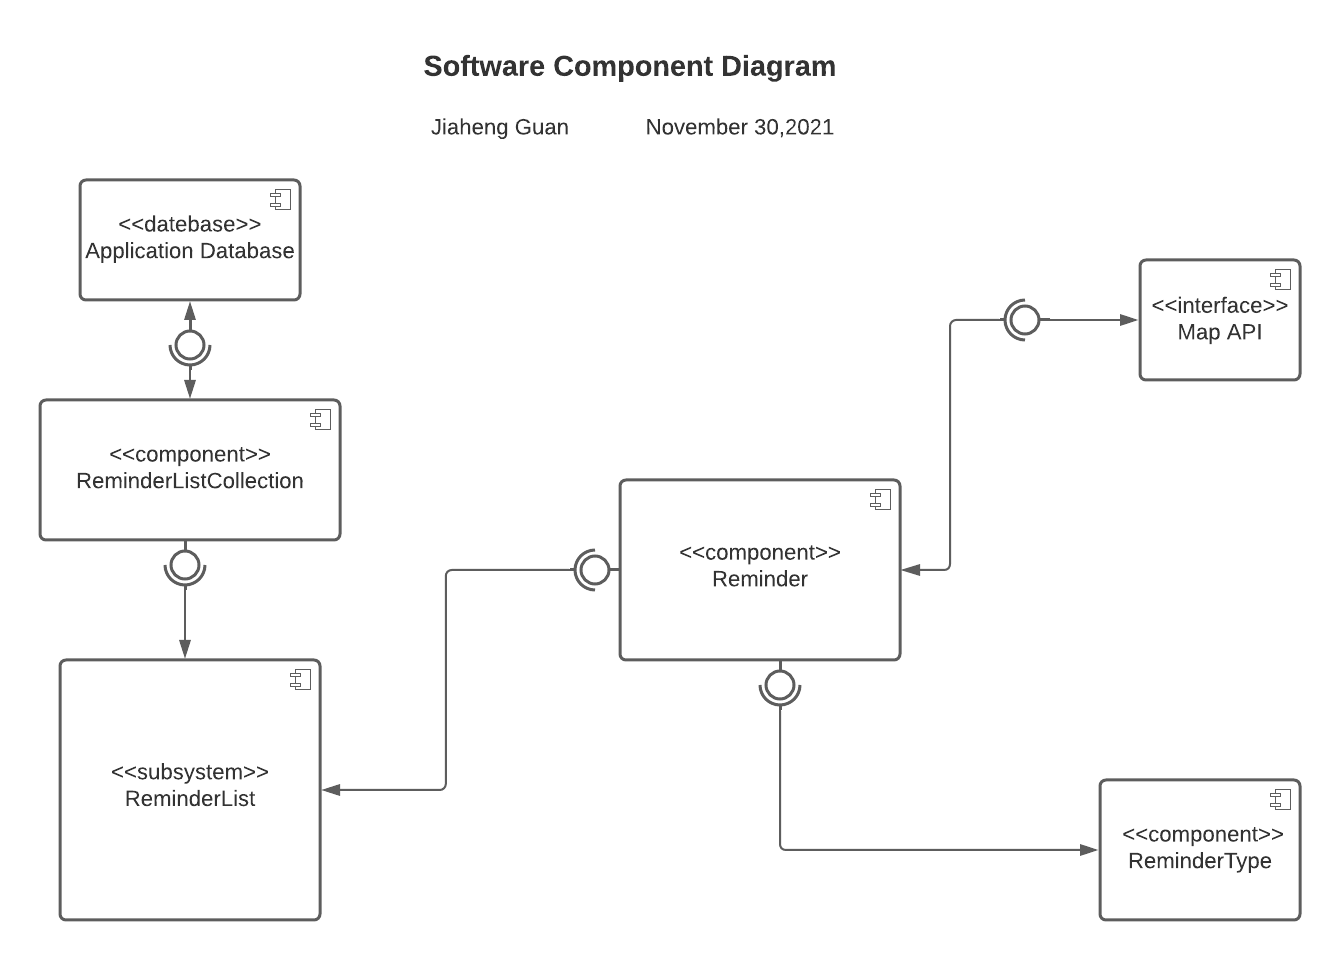 Software Component Diagram
Jiaheng Guan
November 30,2021
<<datebase>>
Application Database
<<interface>>
Map API
<<component>>
ReminderListCollection
<<component>>
Reminder
<<subsystem>>
ReminderList
<<component>>
ReminderType